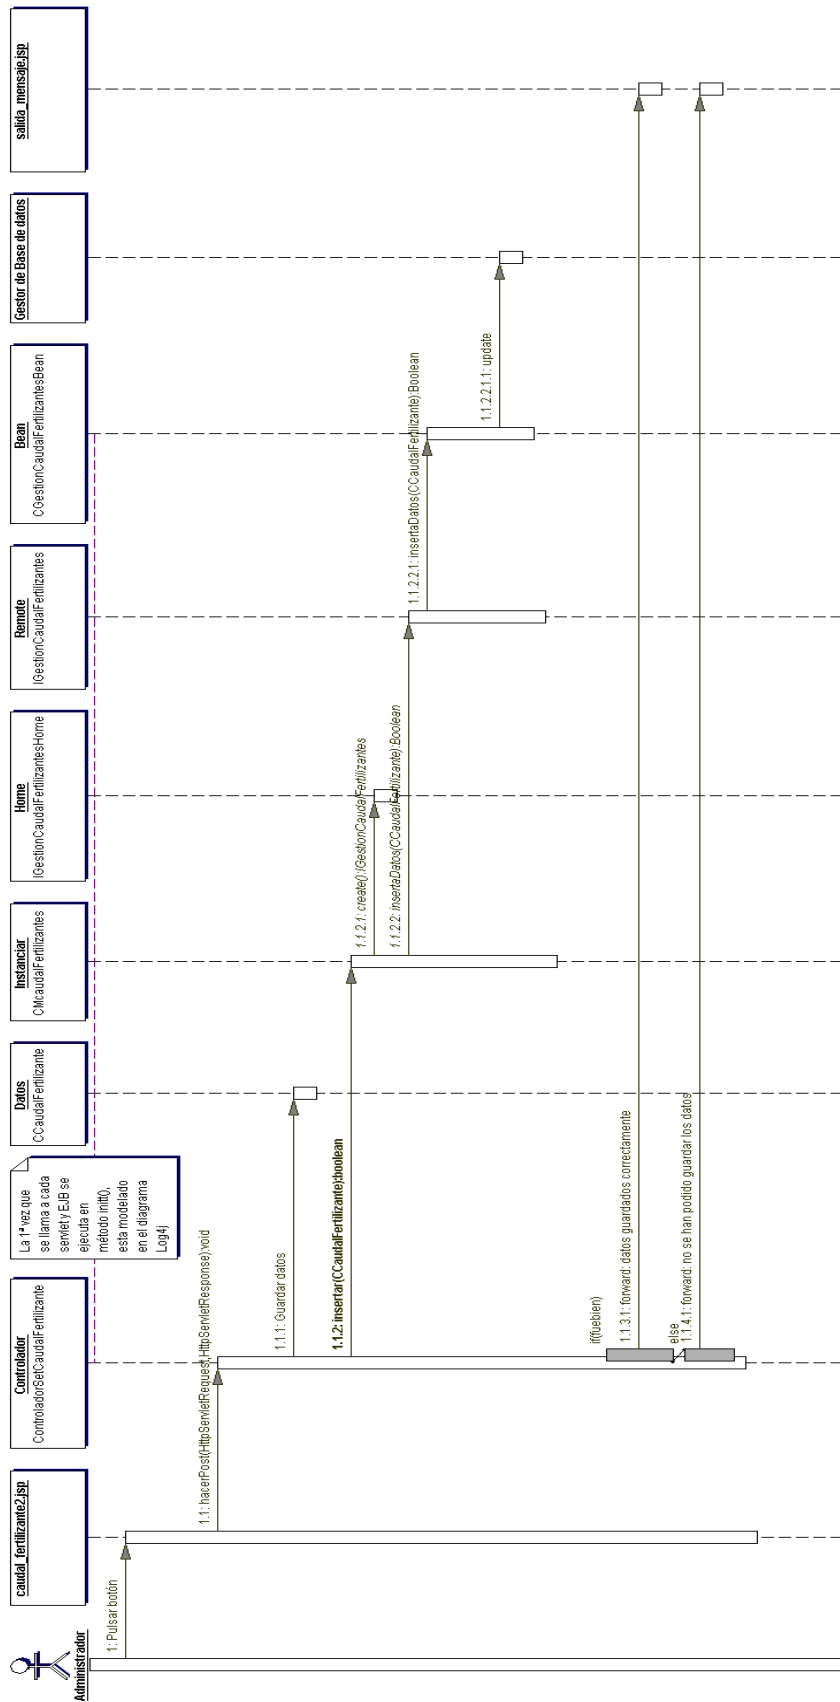 Administrador
caudal_fertilizante2.jsp
Controlador
ControladorSetCaudalFertilizante
La 1ª vez que
se llama a cada
servlet y EJB se
ejecuta en
método init(),
esta modelado
en el diagrama
Log4j
Datos
CCaudalFertilizante
Instanciar
CMcaudalFertilizantes
Home
IGestionCaudalFertilizantesHome
Remote
IGestionCaudalFertilizantes
Bean
CGestionCaudalFertilizantesBean
Gestor de Base de datos
salida_mensaje.jsp
1: Pulsar botón
1.1: hacerPost(HttpServletRequest,HttpServletResponse):void
1.1.1: Guardar datos
1.1.2: insertar(CCaudalFertilizante):boolean
1.1.2.1: create():IGestionCaudalFertilizantes
1.1.2.2: insertaDatos(CCaudalFertilizante):Boolean
1.1.2.2.1: insertaDatos(CCaudalFertilizante):Boolean
1.1.2.2.1.1: update
if(fuebien)
1.1.3.1: forward: datos guardados correctamente
else
1.1.4.1: forward: no se han podido guardar los datos